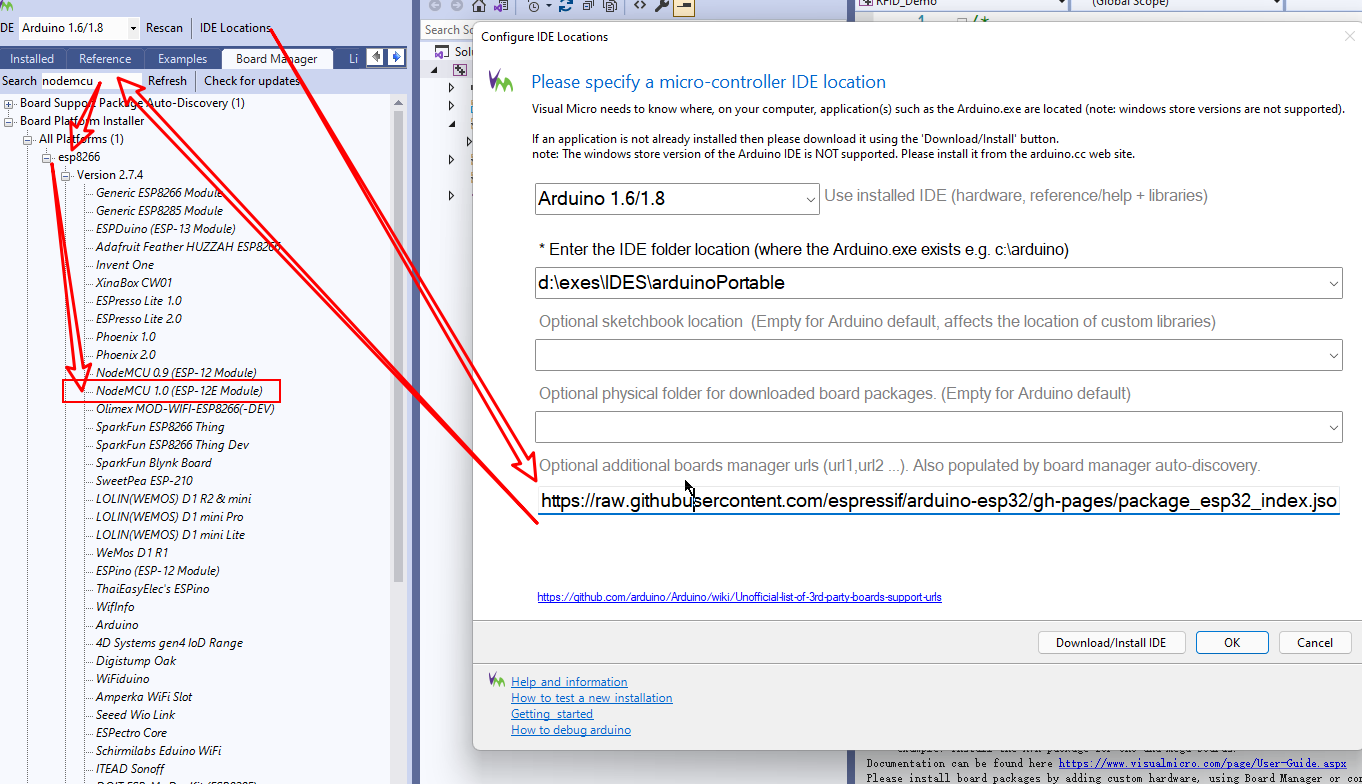 DE Arduino 1.6/1.8 Rescan IDE Locations
Installed Reference Examples Board Manager Li
Search nodemcu Refresh Check for updates
Board Support Package Auto-Discovery (1)
Board Platform Installer
All Platforms (1)
esp8266
Version 2.7.4
Generic ESP8266 Module
Generic ESP8285 Module
ESPDuino (ESP-13 Module)
Adafruit Feather HUZZAH ESP8266
Invent One
XinaBox CW01
ESPresso Lite 1.0
ESPresso Lite 2.0
Phoenix 1.0
Phoenix 2.0
NodeMCU 0.9 (ESP-12 Module)
NodeMCU 1.0 (ESP-12E Module)
Olimex MOD-WIFI-ESP8266(-DEV)
SparkFun ESP8266 Thing
SparkFun ESP8266 Thing Dev
SparkFun Blynk Board
SweetPea ESP-210
LOLIN(WEMOS) D1 R2 & mini
LOLIN(WEMOS) D1 mini Pro
LOLIN(WEMOS) D1 mini Lite
WeMos D1 R1
ESPino (ESP-12 Module)
ThaiEasyElec's ESPino
WifInfo
Arduino
4D Systems gen4 IoD Range
Digistump Oak
WiFiduino
Amperka WiFi Slot
Seeed Wio Link
ESPectro Core
Schirmilabs Eduino WiFi
ITEAD Sonoff
Search So
Solu
RFID_Demo (Global Scope)
1 /*
Configure IDE Locations
Please specify a micro-controller IDE location
Visual Micro needs to know where, on your computer, application(s) such as the Arduino.exe are located (note: windows store versions are not supported).
If an application is not already installed then please download it using the 'Download/Install' button.
note: The windows store version of the Arduino IDE is NOT supported. Please install it from the arduino.cc web site.
Arduino 1.6/1.8 Use installed IDE (hardware, reference/help + libraries)
* Enter the IDE folder location (where the Arduino.exe exists e.g. c:\arduino)
d:\exes\IDES\arduinoPortable
Optional sketchbook location (Empty for Arduino default, affects the location of custom libraries)
Optional physical folder for downloaded board packages. (Empty for Arduino default)
Optional additional boards manager urls (url1,url2 ...). Also populated by board manager auto-discovery.
https://raw.githubusercontent.com/espressif/arduino-esp32/gh-pages/package_esp32_index.jso
https://github.com/arduino/Arduino/wiki/Unofficial-list-of-3rd-party-boards-support-urls
Download/Install IDE OK Cancel
Help and information
How to test a new installation
Getting started
How to debug arduino
Documentation can be found here https://www.visualmicro.com/page/User-Guide.aspx
Please install board packages by adding custom hardware, using Board Manager or co